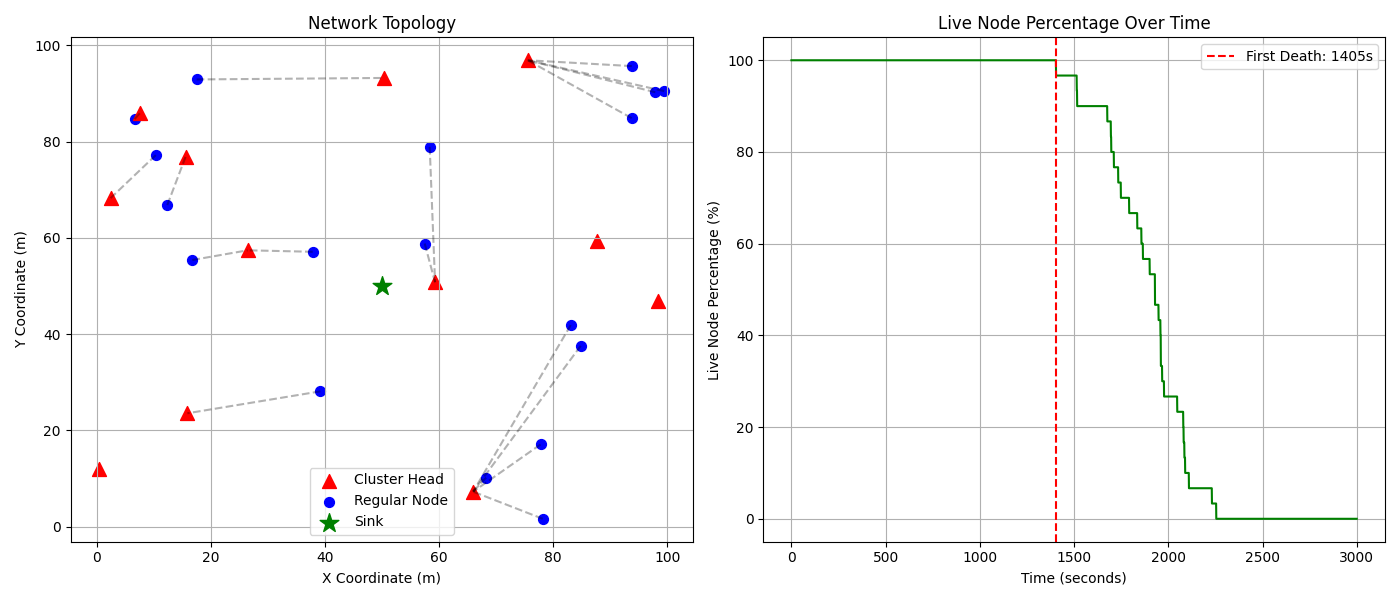 Network Topology
100
80
60
40
20
0
Y Coordinate (m)
0 20 40 60 80 100
X Coordinate (m)
Cluster Head
Regular Node
Sink
Live Node Percentage Over Time
100
80
60
40
20
0
Live Node Percentage (%)
0 500 1000 1500 2000 2500 3000
Time (seconds)
First Death: 1405s